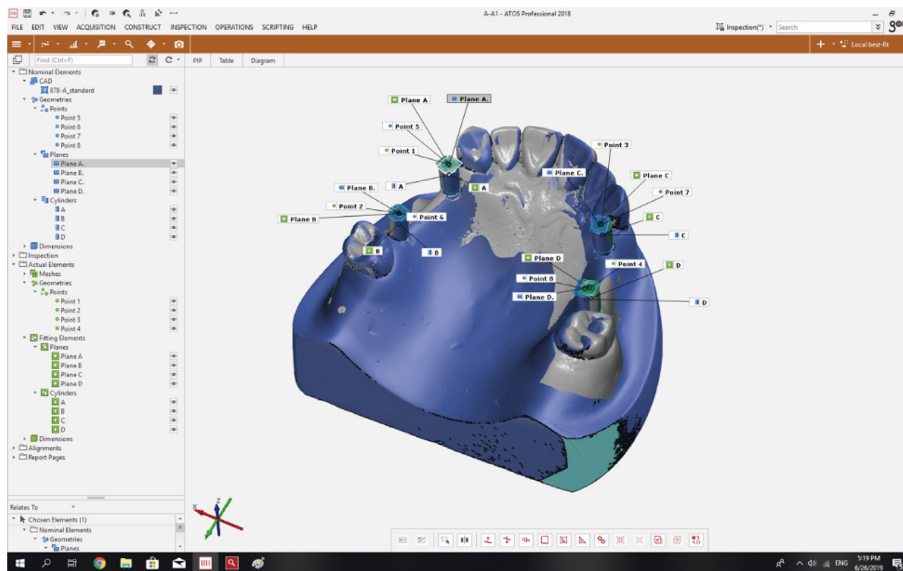 A-A1 - ATOS Professional 2018
FILE EDIT VIEW ACQUISITION CONSTRUCT INSPECTION OPERATIONS SCRIPTING HELP
Inspection(*) Search
Local best-fit
Find (Ctrl+F) PIP Table Diagram
Nominal Elements
CAD
878-A_standard
Geometries
Points
Point 5
Point 6
Point 7
Point 8
Planes
Plane A.
Plane B.
Plane C.
Plane D.
Cylinders
A
B
C
D
Dimensions
Inspection
Actual Elements
Meshes
Geometries
Points
Point 1
Point 2
Point 3
Point 4
Fitting Elements
Planes
Plane A
Plane B
Plane C
Plane D
Cylinders
A
B
C
D
Dimensions
Alignments
Report Pages
Relates To
Chosen Elements (1)
Nominal Elements
Geometries
Planes
Plane A Plane A.
Point 5
Point 1 Point 3
Plane C. Plane C
Plane B. A A Point 7
Point 2
Plane B Point 6 C
C
B B
Plane D Point 4 D
Point 8
Plane D. D
X Z
ENG 5:19 PM
6/26/2019